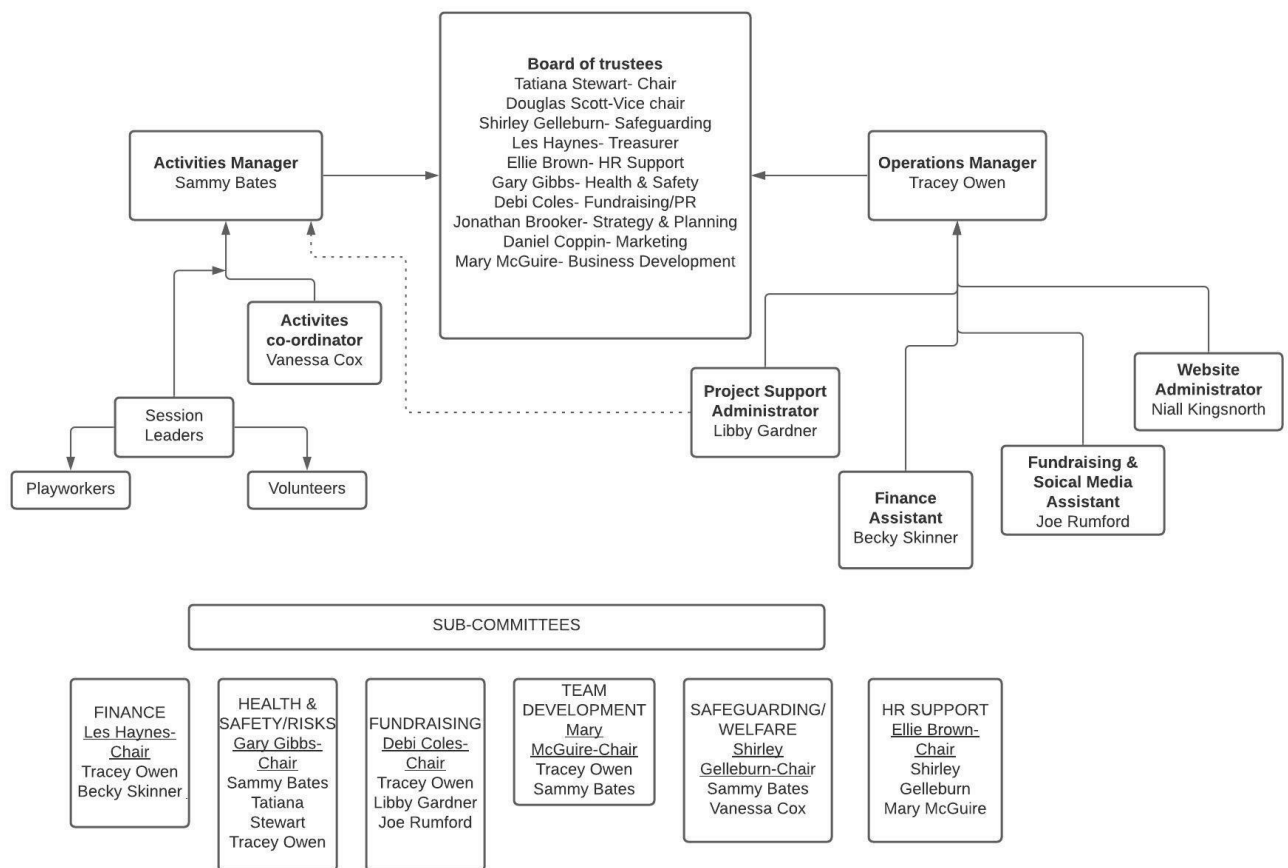 Board of trustees
Tatiana Stewart- Chair
Douglas Scott-Vice chair
Shirley Gelleburn- Safeguarding
Les Haynes- Treasurer
Ellie Brown- HR Support
Gary Gibbs- Health & Safety
Debi Coles- Fundraising/PR
Jonathan Brooker- Strategy & Planning
Daniel Coppin- Marketing
Mary McGuire- Business Development
Activities Manager
Sammy Bates
Operations Manager
Tracey Owen
Activites
co-ordinator
Vanessa Cox
Session
Leaders
Playworkers
Volunteers
Project Support
Administrator
Libby Gardner
Website
Administrator
Niall Kingsnorth
Finance
Assistant
Becky Skinner
Fundraising &
Soical Media
Assistant
Joe Rumford
SUB-COMMITTEES
FINANCE
Les Haynes-
Chair
Tracey Owen
Becky Skinner
HEALTH &
SAFETY/RISKS
Gary Gibbs-
Chair
Sammy Bates
Tatiana
Stewart
Tracey Owen
FUNDRAISING
Debi Coles-
Chair
Tracey Owen
Libby Gardner
Joe Rumford
TEAM
DEVELOPMENT
Mary
McGuire-Chair
Tracey Owen
Sammy Bates
SAFEGUARDING/
WELFARE
Shirley
Gelleburn-Chair
Sammy Bates
Vanessa Cox
HR SUPPORT
Ellie Brown-
Chair
Shirley
Gelleburn
Mary McGuire